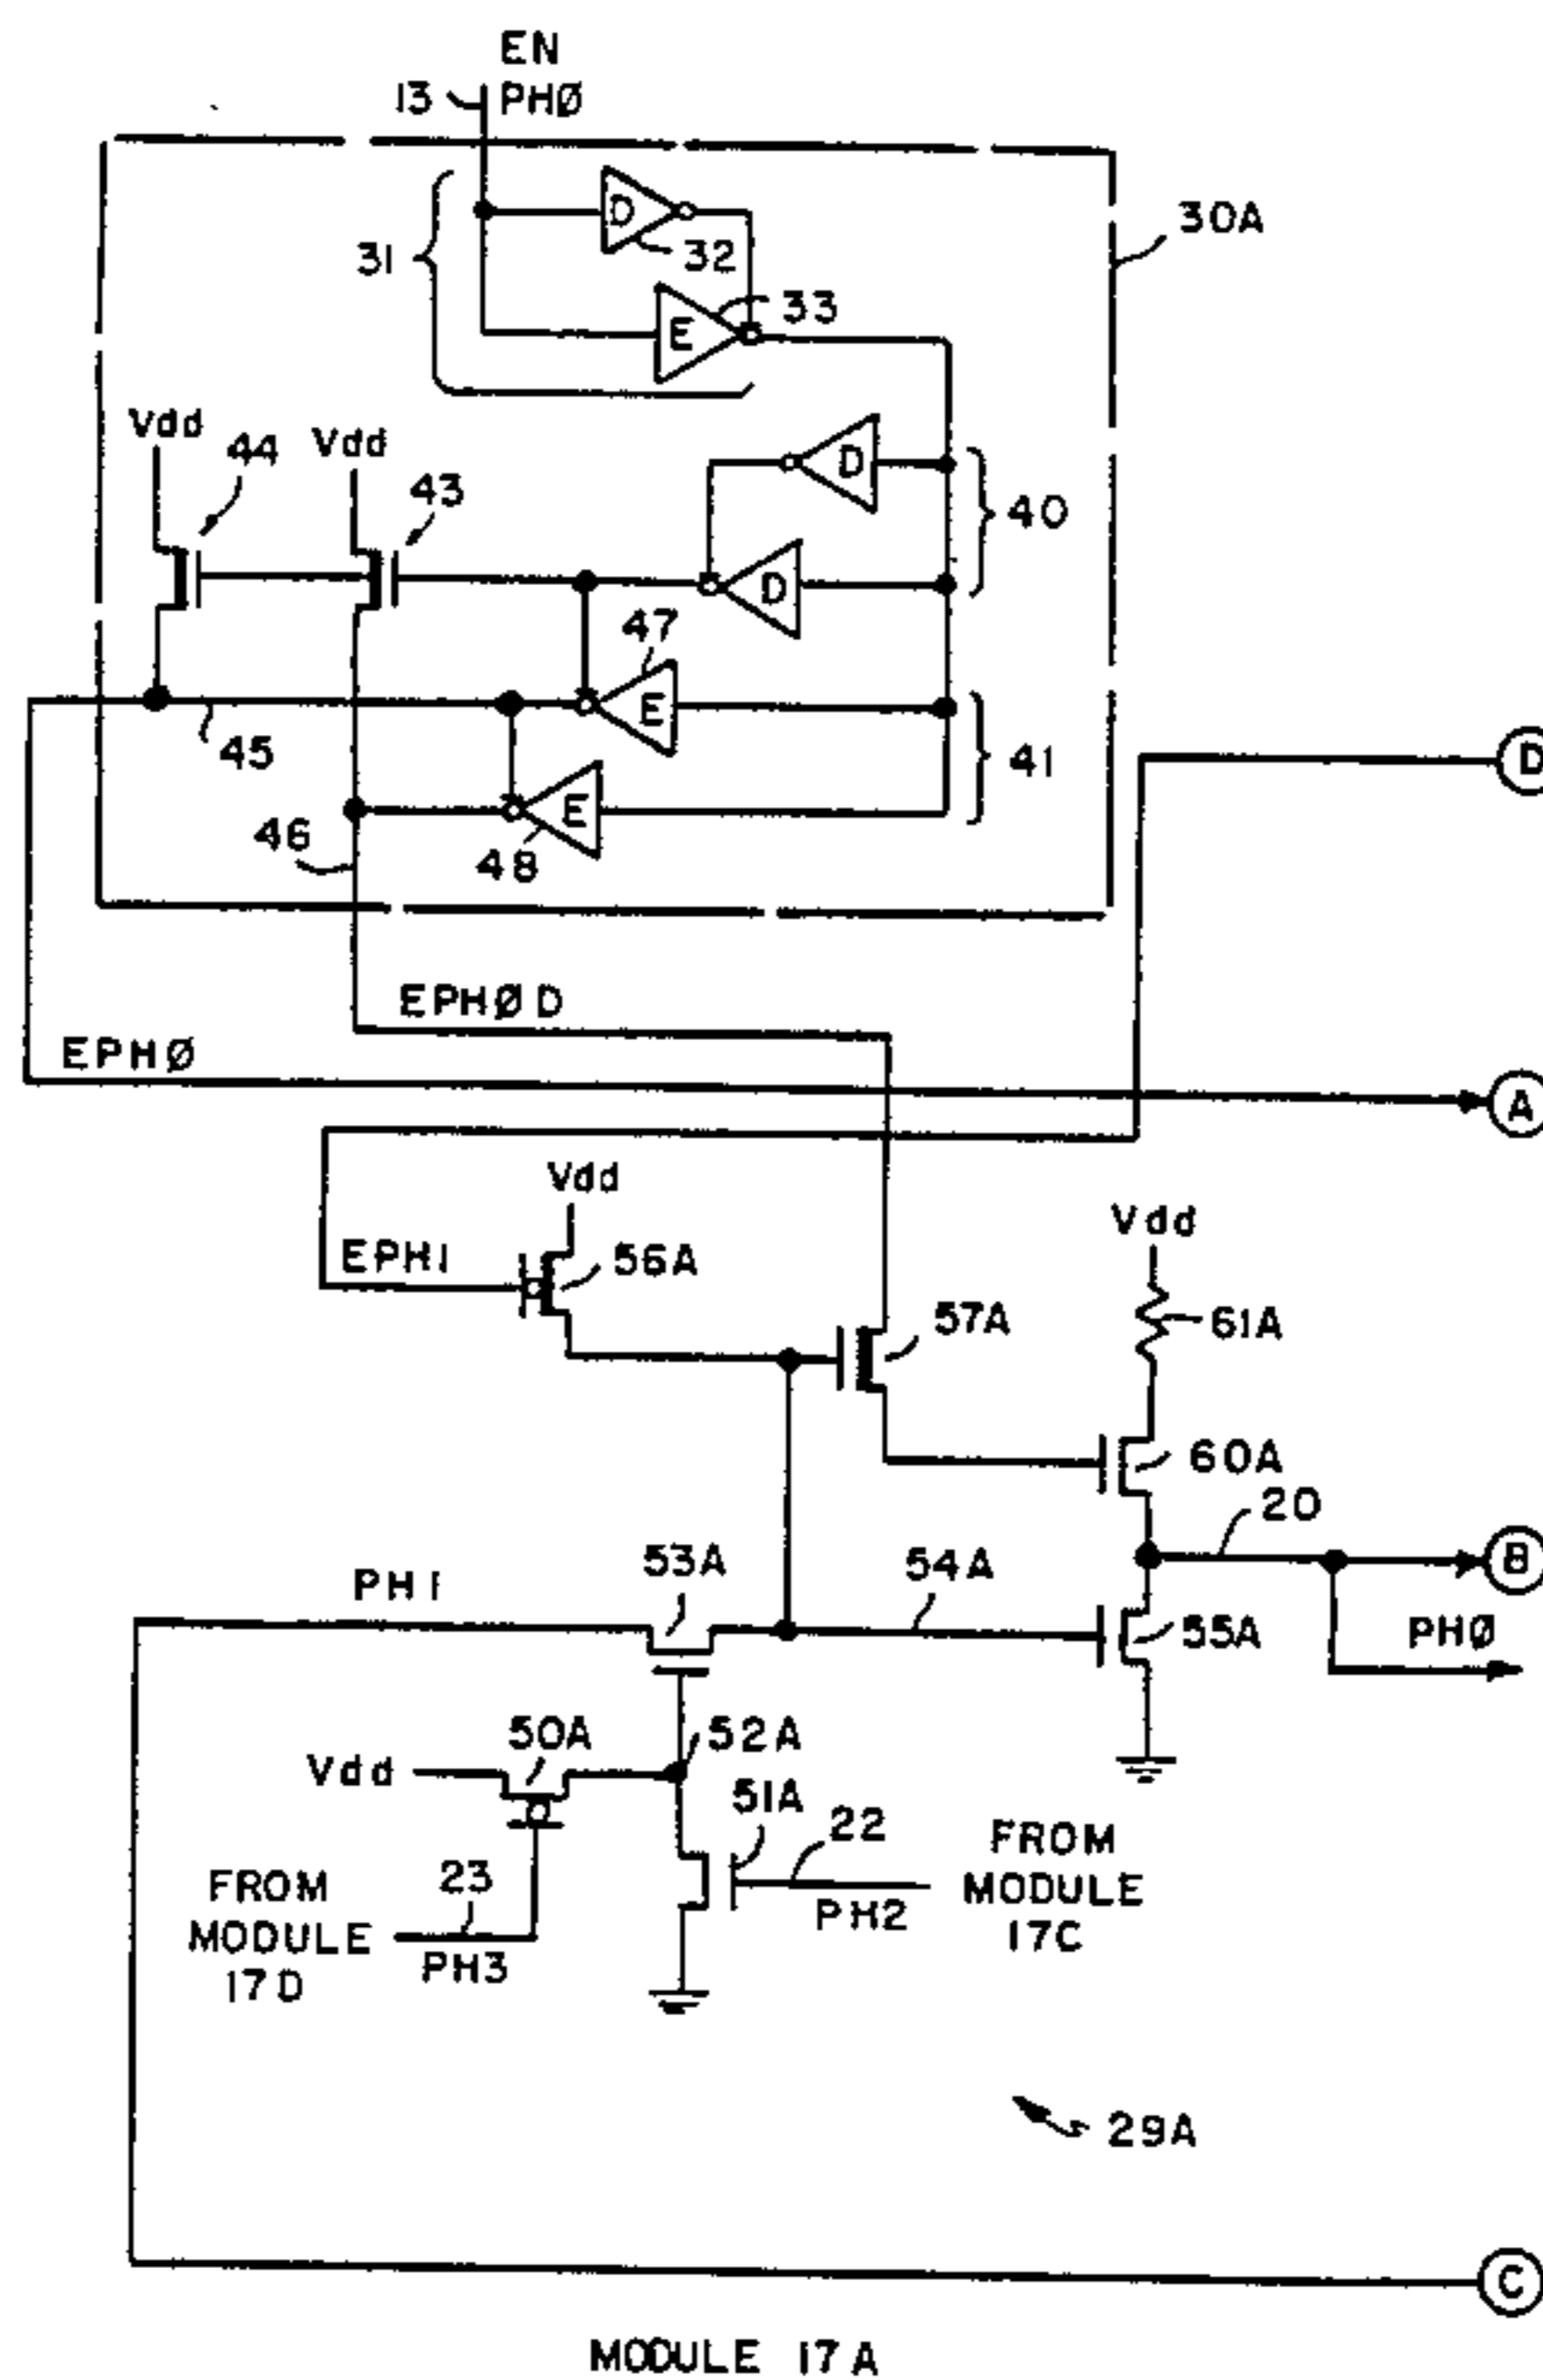 EN
13 PHØ
D
32
30A
31
33
E
Vdd
44
Vdd
43
D
40
D
47
E
45
41
D
46
48
E
EPHØD
EPHØ
A
Vdd
Vdd
EPH1
56A
57A
61A
60A
20
53A
54A
B
PH1
55A
PHØ
50A
52A
Vdd
51A
22
FROM
MODULE
17C
23
FROM
MODULE
17D
PH2
PH3
29A
C
MODULE 17A